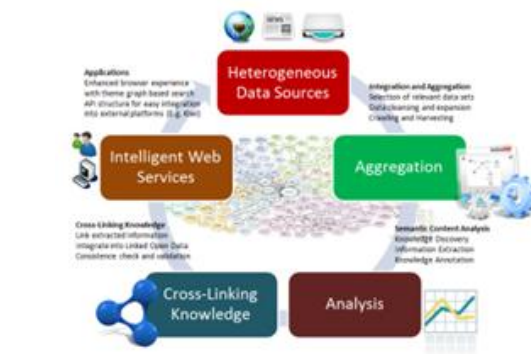 NEWS
Heterogeneous
Data Sources
Applications
Enhanced browser experience
with theme graph based search
API structure for easy integration
into external platforms (E.g. Kiwi)
Integration and Aggregation
Selection of relevant data sets
Data cleansing and expansion
Crawling and Harvesting
Intelligent Web
Services
Aggregation
Cross-Linking Knowledge
Link extracted information
Integrate into Linked Open Data
Consistence check and validation
Semantic Content Analysis
Knowledge Discovery
Information Extraction
Knowledge Annotation
Cross-Linking
Knowledge
Analysis